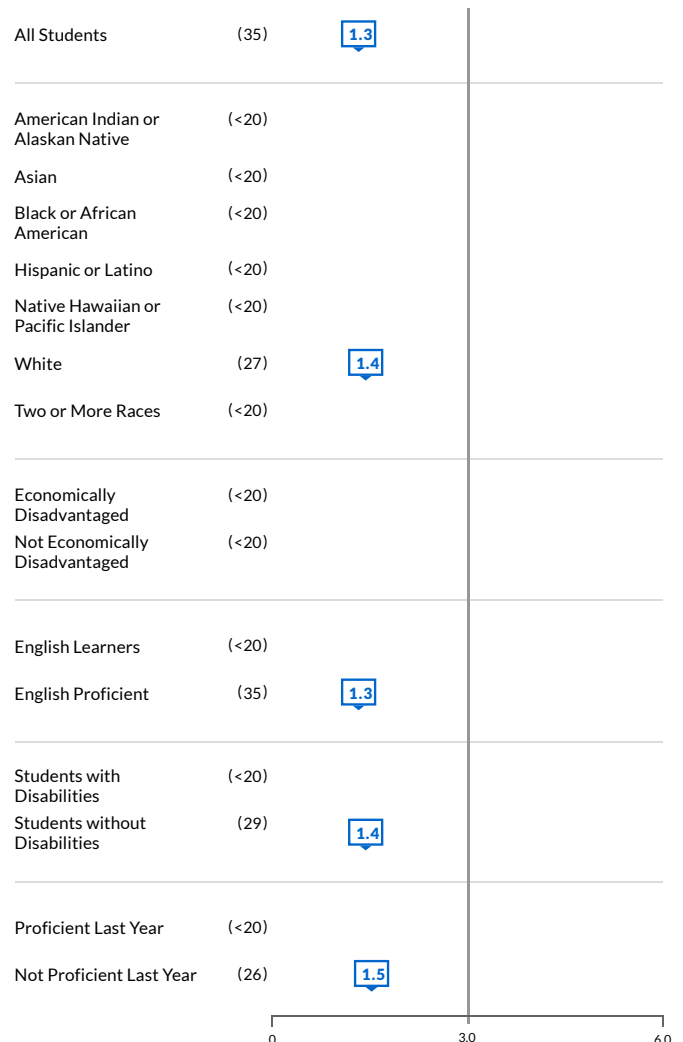 All Students (35) 1.3
American Indian or (<20)
Alaskan Native
Asian (<20)
Black or African (<20)
American
Hispanic or Latino (<20)
Native Hawaiian or (<20)
Pacific Islander
White (27) 1.4
Two or More Races (<20)
Economically (<20)
Disadvantaged
Not Economically (<20)
Disadvantaged
English Learners (<20)
English Proficient (35) 1.3
Students with (<20)
Disabilities
Students without (29) 1.4
Disabilities
Proficient Last Year (<20)
Not Proficient Last Year (26) 1.5
0 3.0 6.0